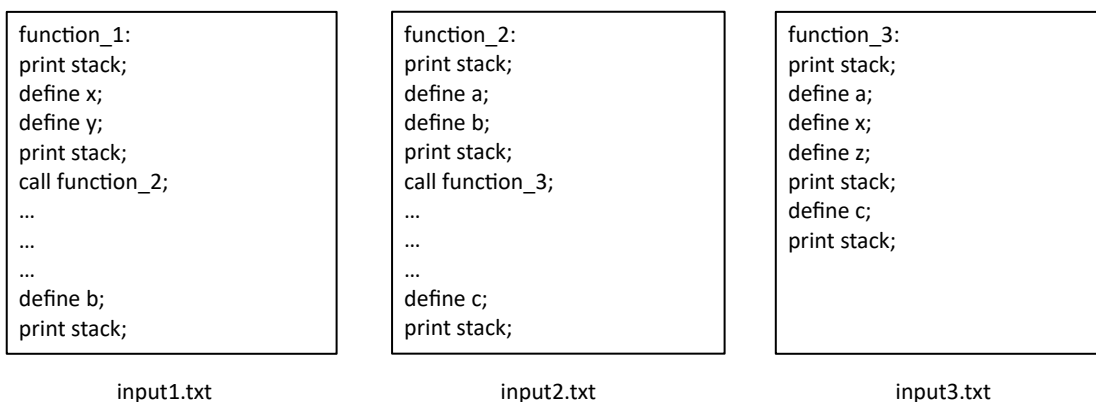 function_1:
print stack;
define x;
define y;
print stack;
call function_2;
...
...
...
define b;
print stack;
input1.txt
function_2:
print stack;
define a;
define b;
print stack;
call function_3;
...
...
...
define c;
print stack;
input2.txt
function_3:
print stack;
define a;
define x;
define z;
print stack;
define c;
print stack;
input3.txt